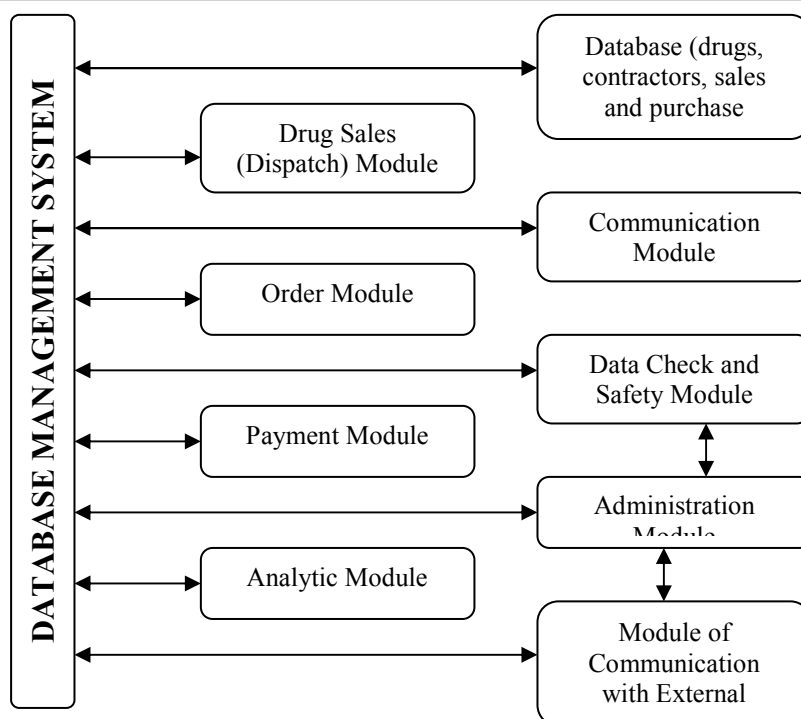 DATABASE MANAGEMENT SYSTEM
Database (drugs,
contractors, sales
and purchase
Drug Sales
(Dispatch) Module
Communication
Module
Order Module
Data Check and
Safety Module
Payment Module
Administration
Module
Analytic Module
Module of
Communication
with External